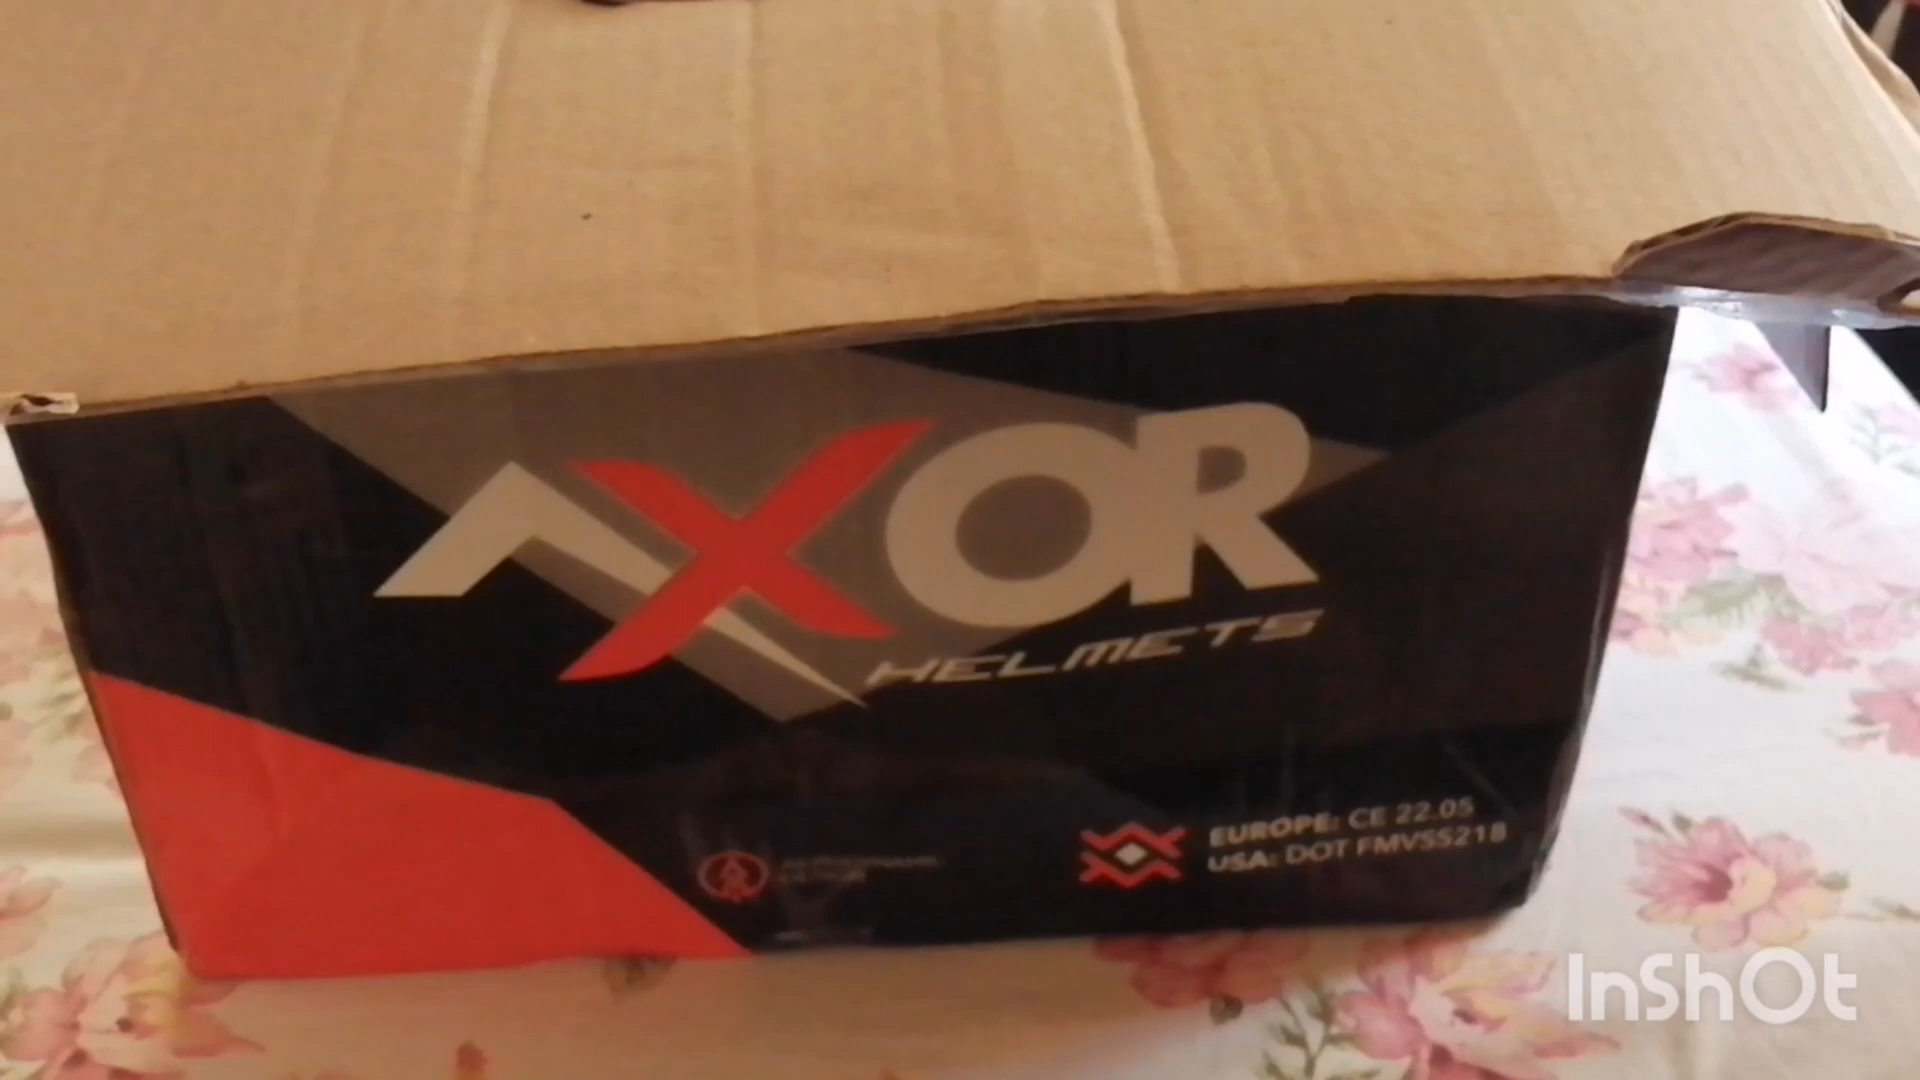 AXOR
HELMETS
EUROPE: CE 22.05
USA: DOT FMVSS218
InShOt